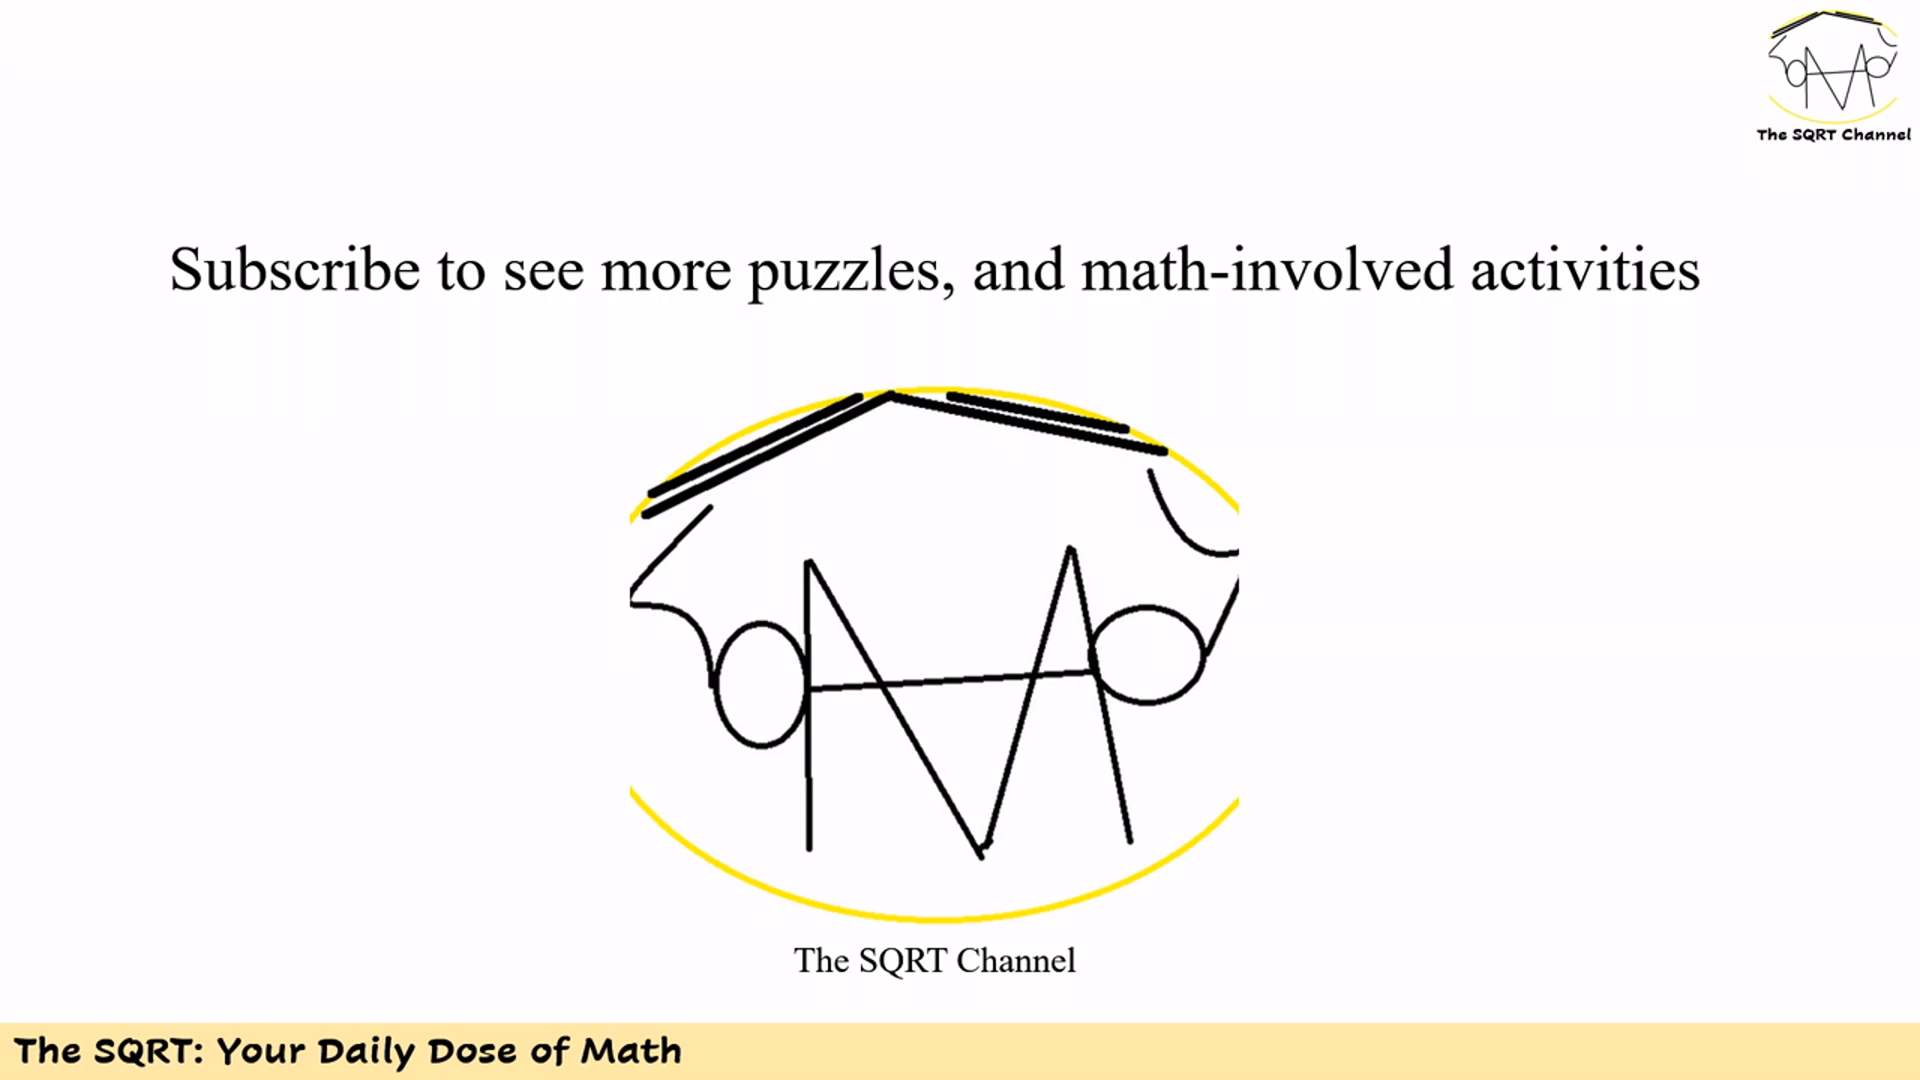 The SQRT Channel
Subscribe to see more puzzles, and math-involved activities
The SQRT Channel
The SQRT: Your Daily Dose of Math